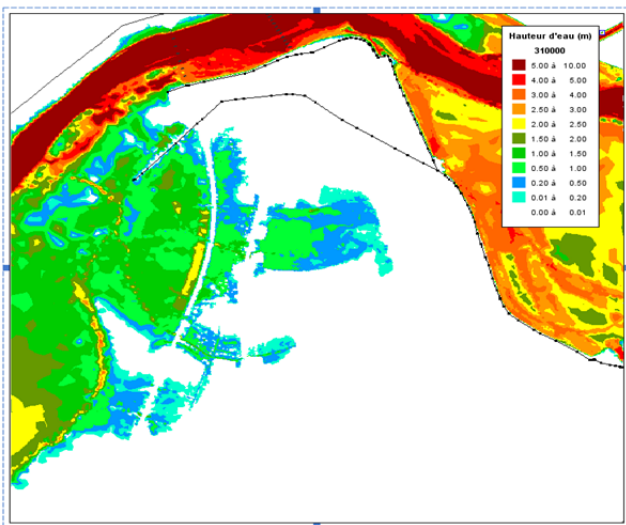 Hauteur d'eau (m)
310000
5.00 à 10.00
4.00 à 5.00
3.00 à 4.00
2.50 à 3.00
2.00 à 2.50
1.50 à 2.00
1.00 à 1.50
0.50 à 1.00
0.20 à 0.50
0.01 à 0.20
0.00 à 0.01